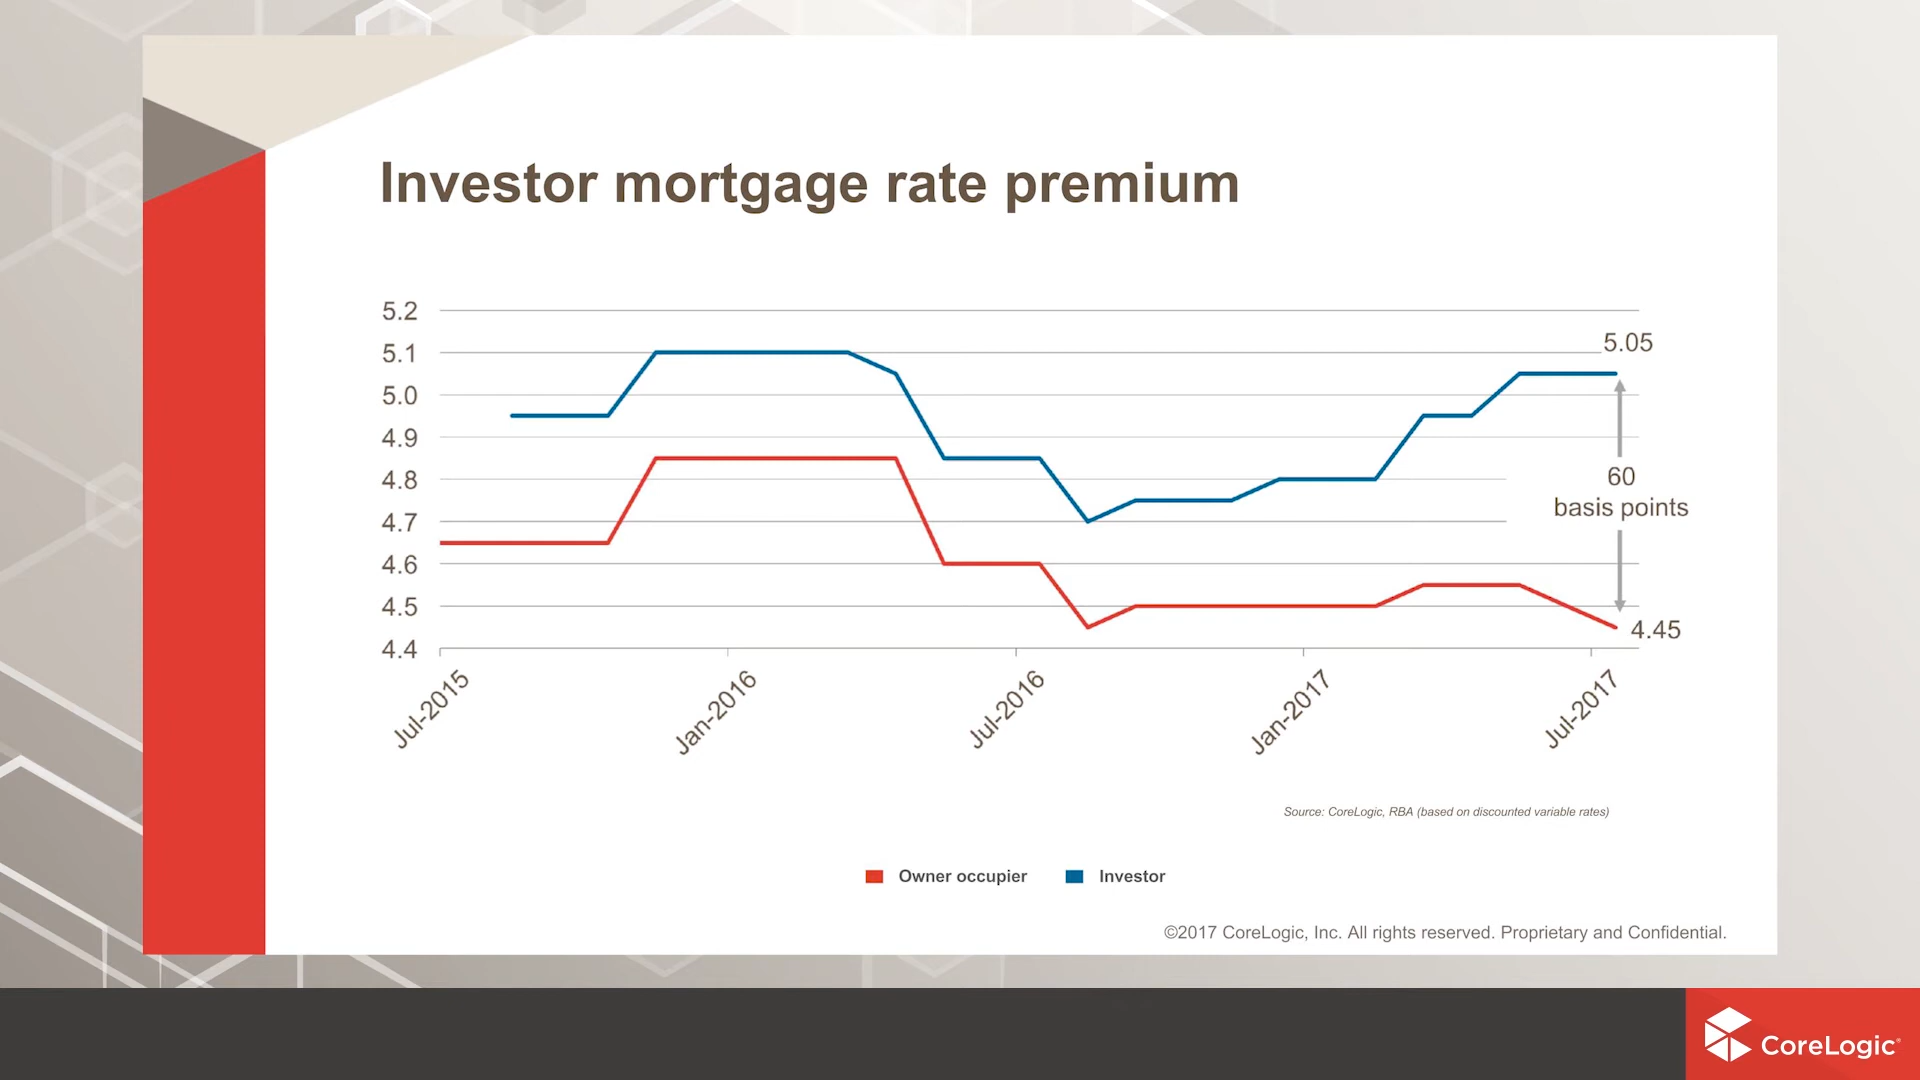 Investor mortgage rate premium
5.2
5.1
5.0
4.9
4.8
4.7
4.6
4.5
4.4
5.05
60
basis points
4.45
Jul-2015
Jan-2016
Jul-2016
Jan-2017
Jul-2017
Source: CoreLogic, RBA (based on discounted variable rates)
Owner occupier
Investor
©2017 CoreLogic, Inc. All rights reserved. Proprietary and Confidential.
CoreLogic